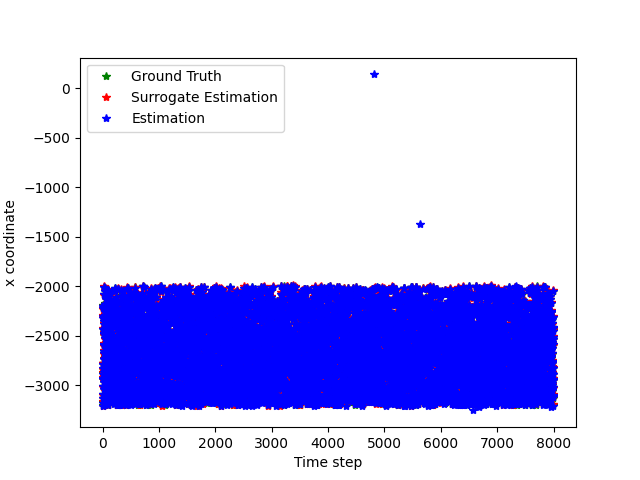 Ground Truth
Surrogate Estimation
Estimation
0
−500
−1000
−1500
−2000
−2500
−3000
x coordinate
0 1000 2000 3000 4000 5000 6000 7000 8000
Time step